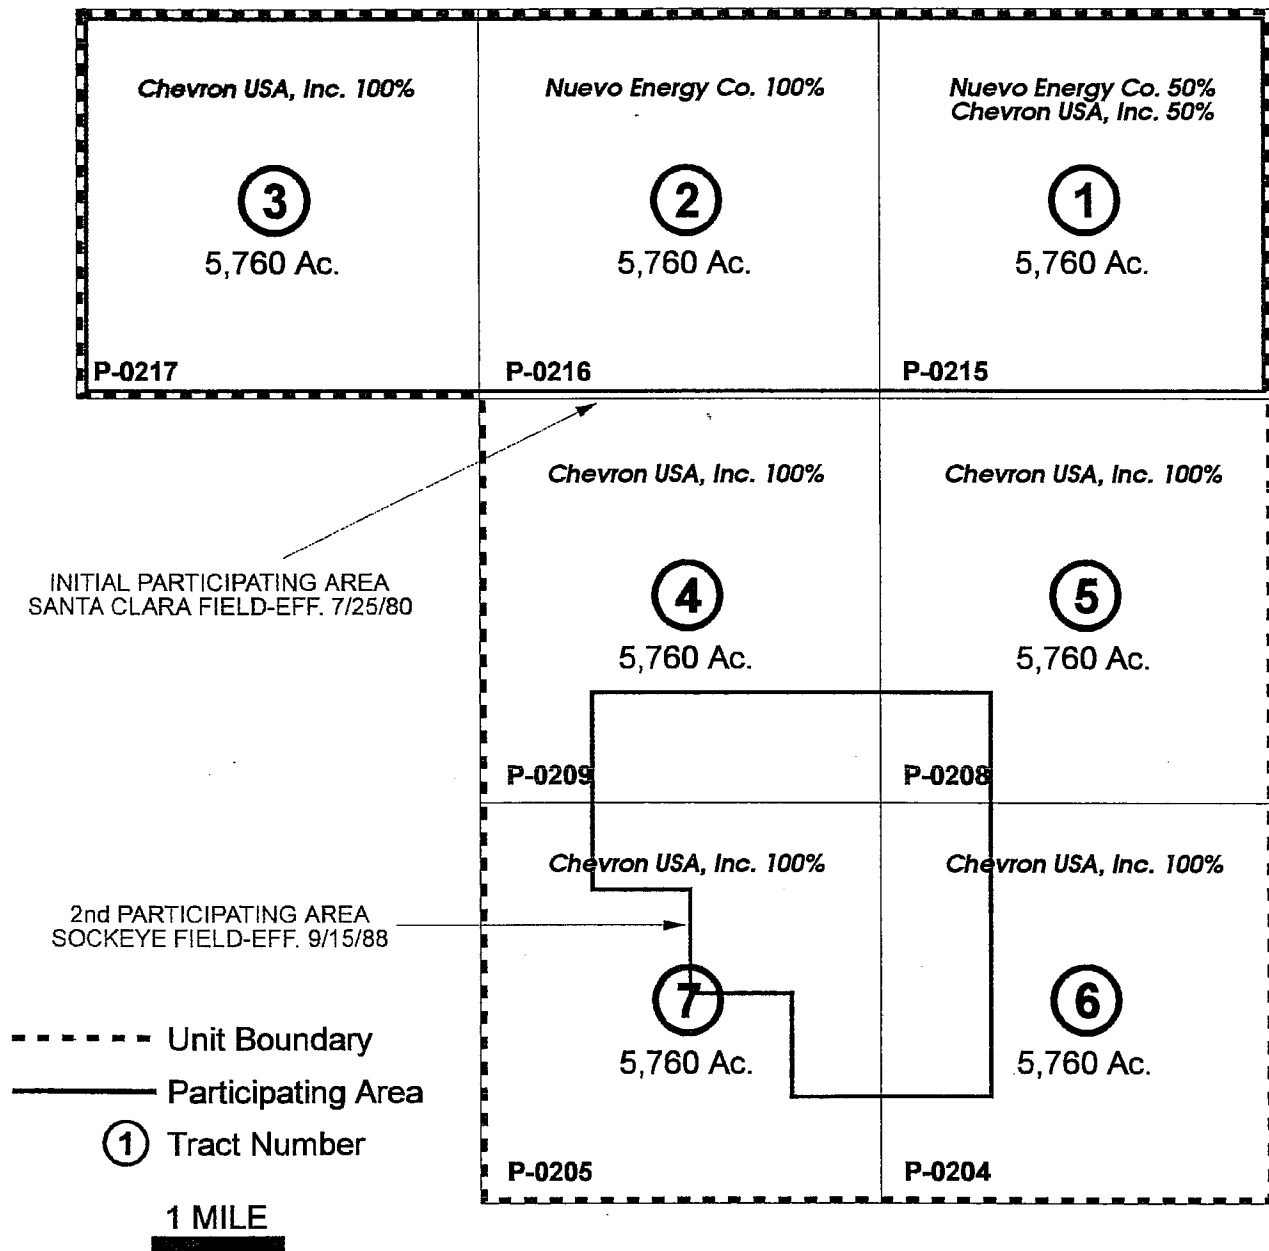 Chevron USA, Inc. 100%
3
5,760 Ac.
P-0217
Nuevo Energy Co. 100%
2
5,760 Ac.
P-0216
Nuevo Energy Co. 50%
Chevron USA, Inc. 50%
1
5,760 Ac.
P-0215
Chevron USA, Inc. 100%
4
5,760 Ac.
P-0209
Chevron USA, Inc. 100%
5
5,760 Ac.
P-0208
INITIAL PARTICIPATING AREA
SANTA CLARA FIELD-EFF. 7/25/80
Chevron USA, Inc. 100%
7
5,760 Ac.
P-0205
Chevron USA, Inc. 100%
6
5,760 Ac.
P-0204
2nd PARTICIPATING AREA
SOCKEYE FIELD-EFF. 9/15/88
Unit Boundary
Participating Area
1 Tract Number
1 MILE